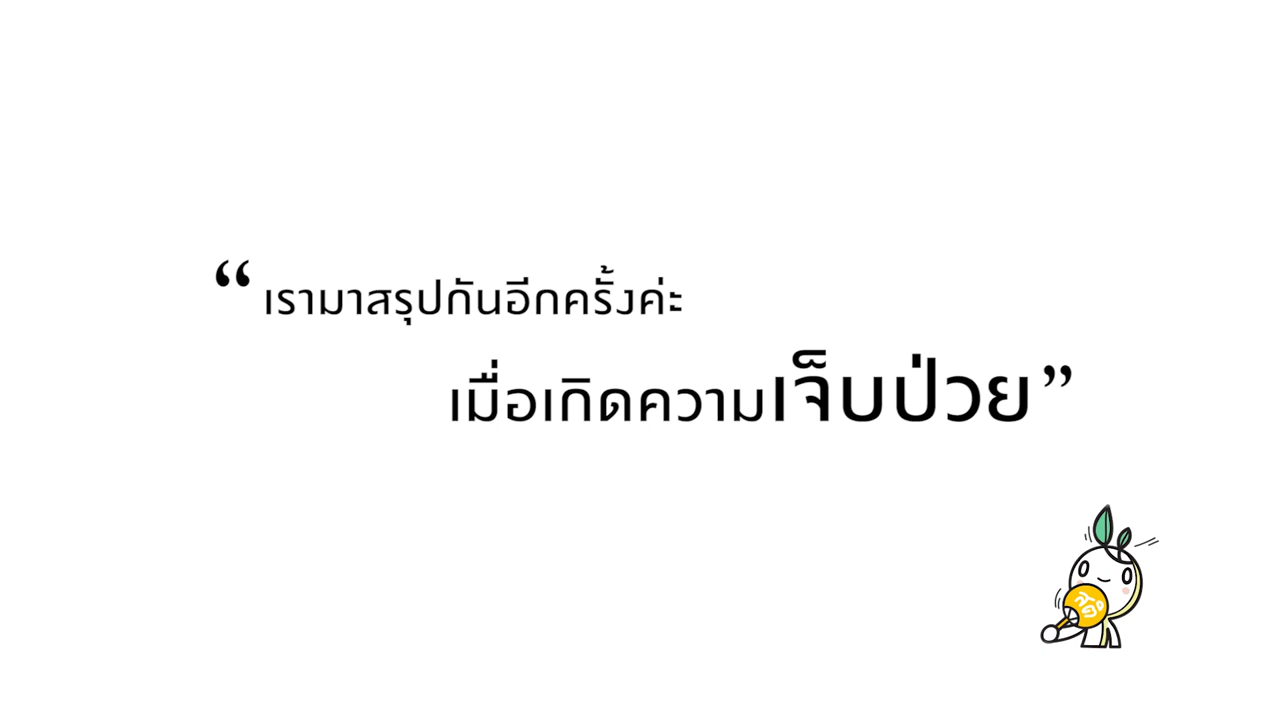 “เรามาสรุปกันอีกครั้งค่ะ
เมื่อเกิดความเจ็บป่วย”